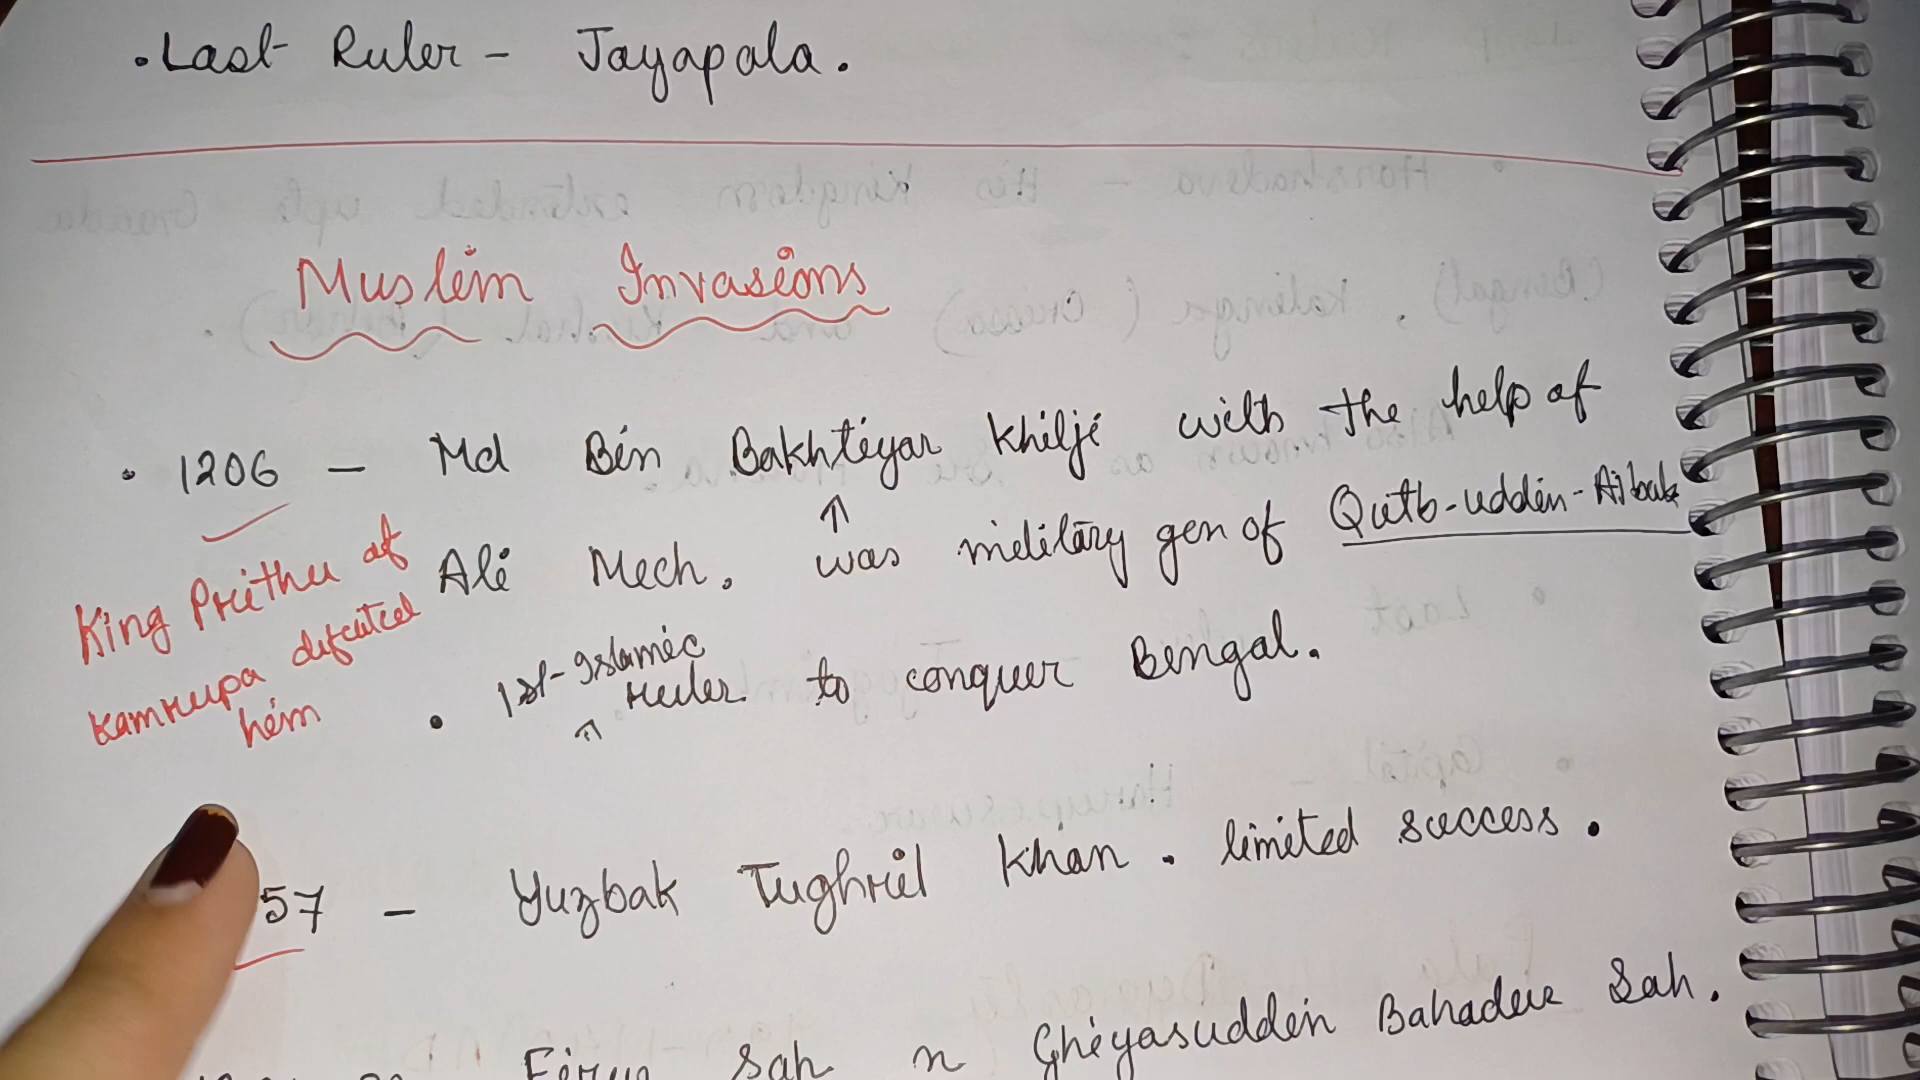 • Last Ruler - Jayapala.
Muslim Invasions
• 1206 - Md Bin Bakhtiyar Khilji with the help of
Ali Mech. ↑ was military gen of Qutb-uddin-Aibak
King Prithu of
Kamrupa defeated
him
• 1st Islamic ruler to conquer Bengal.
57 - Yuzbak Tughril Khan. limited success.
Sah n Ghiyasuddin Bahadur Sah.